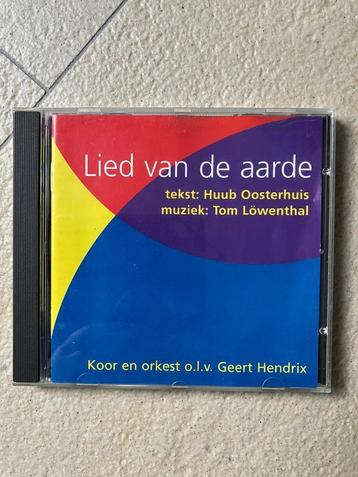 Lied van de aarde
tekst: Huub Oosterhuis
muziek: Tom Löwenthal
Koor en orkest o.l.v. Geert Hendrix